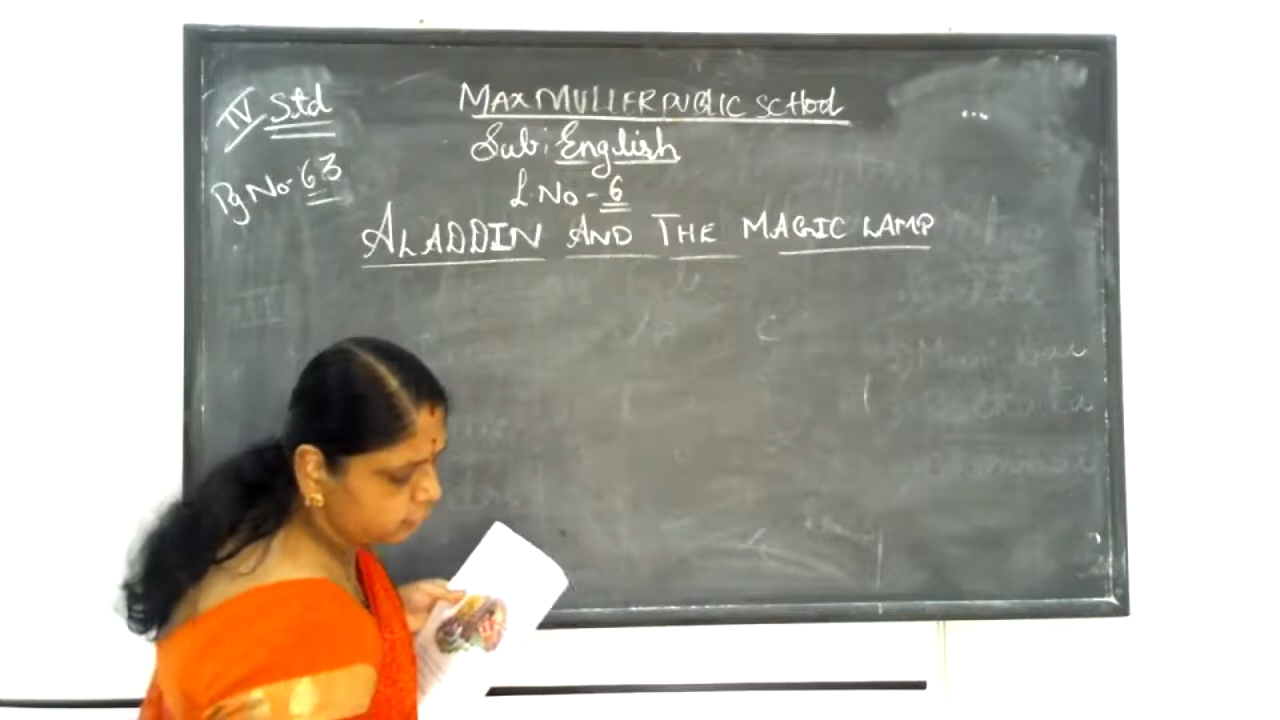 IV Std
MAX MULLER PUBLIC SCHOOL
Sub: English
Pg No- 63
L.No - 6
ALADDIN AND THE MAGIC LAMP